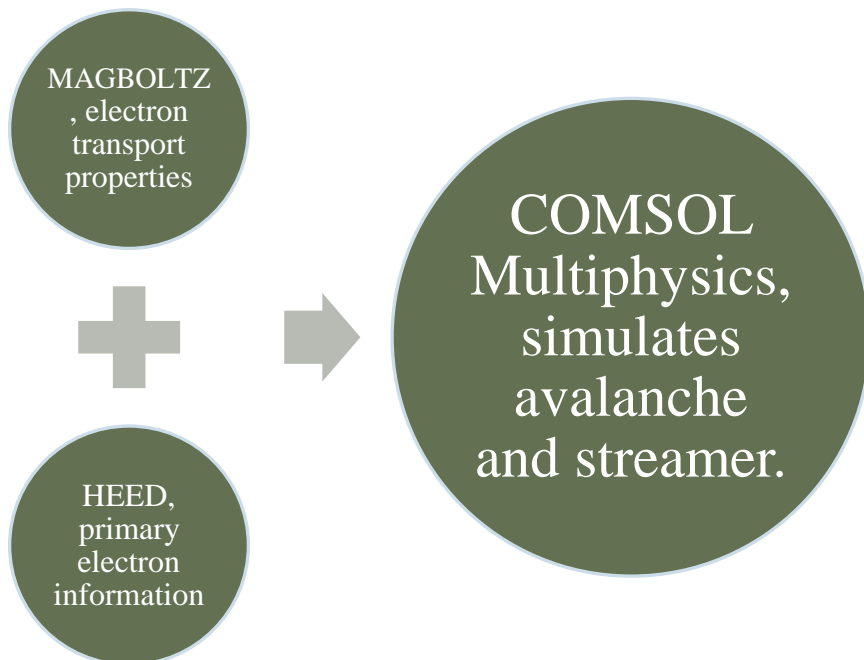 MAGBOLTZ
, electron
transport
properties
HEED,
primary
electron
information
COMSOL
Multiphysics,
simulates
avalanche
and streamer.